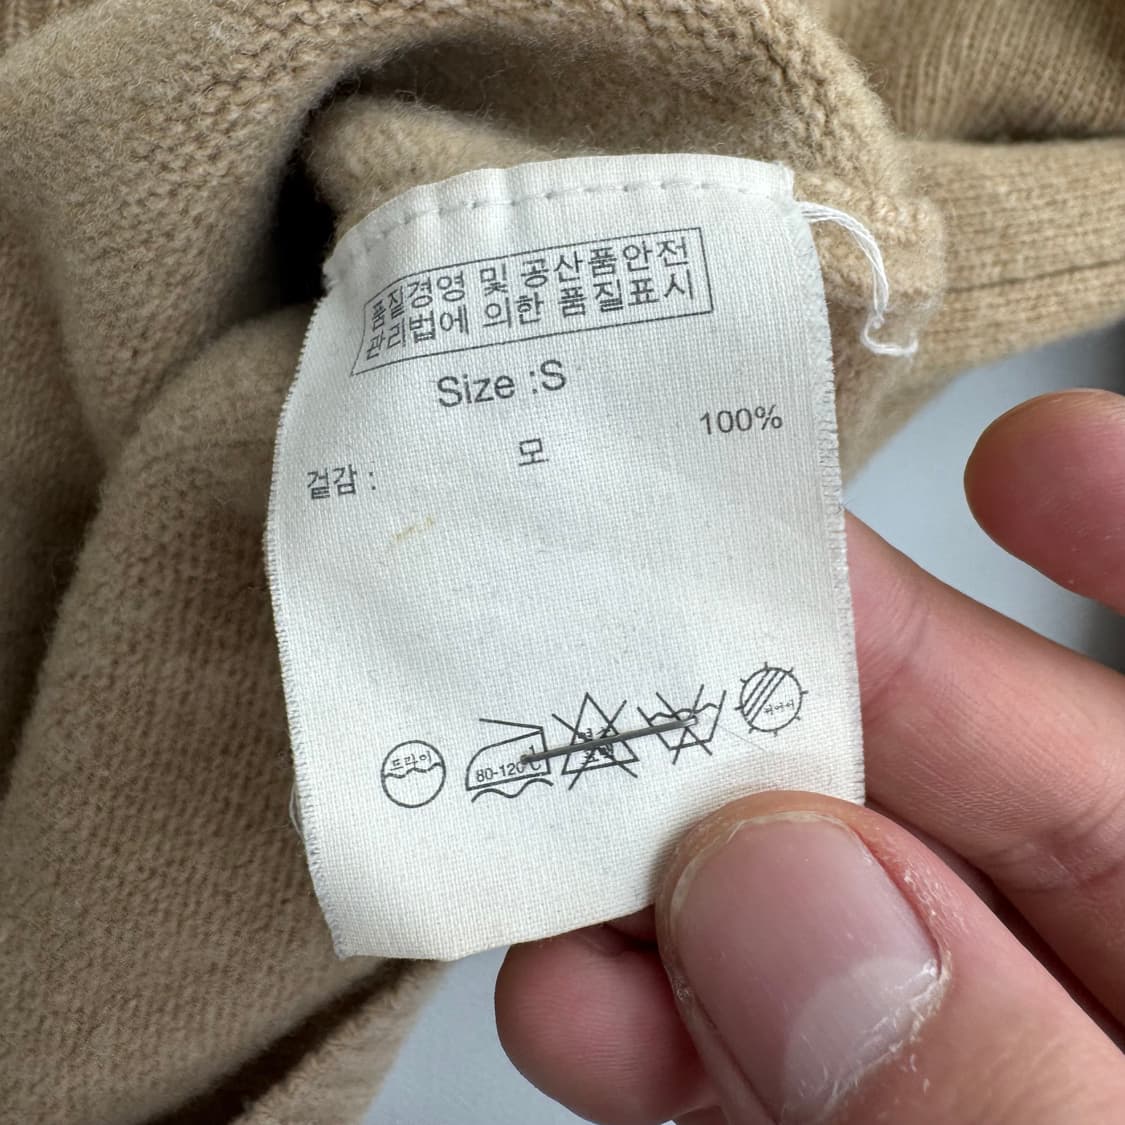 품질경영 및 공산품안전
관리법에 의한 품질표시
Size :S
겉감 : 모 100%
드라이
80-120℃